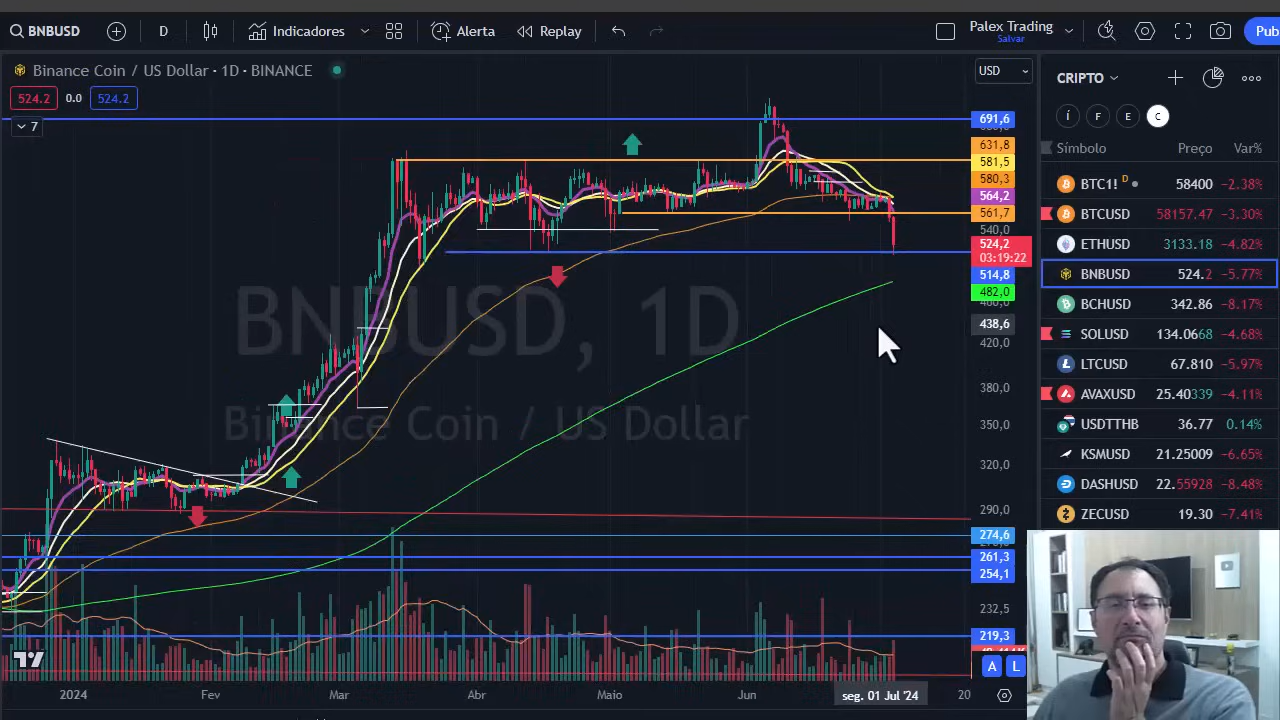 BNBUSD
D
Indicadores
Alerta
Replay
Palex Trading
Salvar
Pub
Binance Coin / US Dollar · 1D · BINANCE
524.2 0.0 524.2
7
USD
691,6
631,8
581,5
580,3
564,2
561,7
540,0
524,2
03:19:22
514,8
482,0
438,6
420,0
380,0
350,0
320,0
290,0
274,6
261,3
254,1
232,5
219,3
A L
BNBUSD, 1D
Binance Coin / US Dollar
2024 Fev Mar Abr Maio Jun seg. 01 Jul '24 20
CRIPTO
Í F E C
Símbolo Preço Var%
BTC1! D 58400 −2.38%
BTCUSD 58157.47 −3.30%
ETHUSD 3133.18 −4.82%
BNBUSD 524.2 −5.77%
BCHUSD 342.86 −8.17%
SOLUSD 134.0668 −4.68%
LTCUSD 67.810 −5.97%
AVAXUSD 25.40339 −4.11%
USDTTHB 36.77 0.14%
KSMUSD 21.25009 −6.65%
DASHUSD 22.55928 −8.48%
ZECUSD 19.30 −7.41%